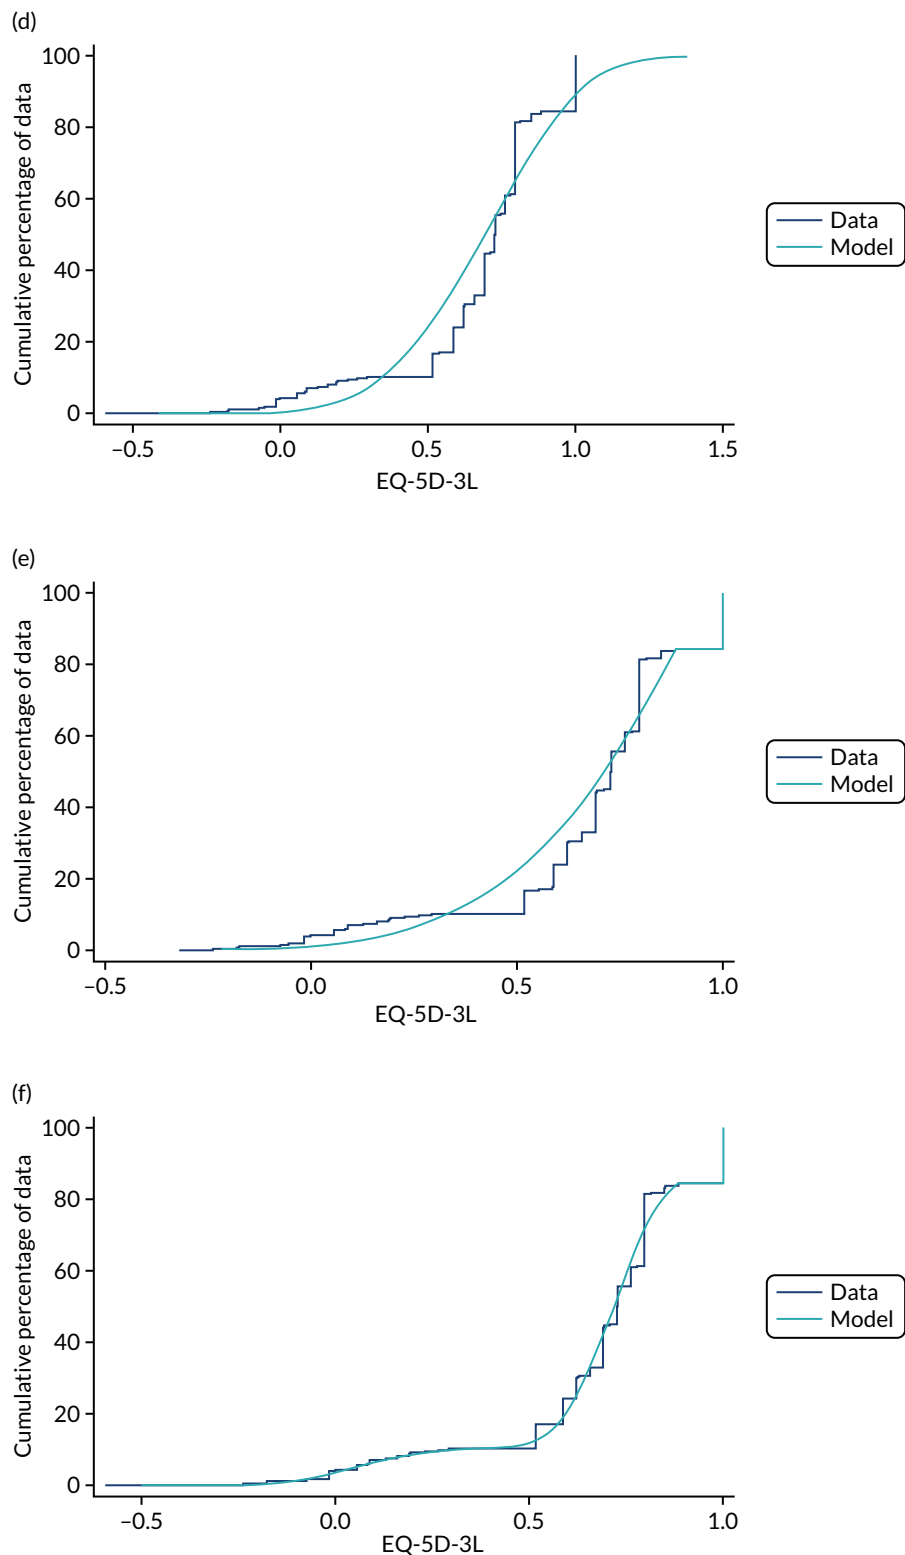 (d)
100
80
60
40
20
0
Cumulative percentage of data
–0.5 0.0 0.5 1.0 1.5
EQ-5D-3L
Data
Model
(e)
100
80
60
40
20
0
Cumulative percentage of data
–0.5 0.0 0.5 1.0
EQ-5D-3L
Data
Model
(f)
100
80
60
40
20
0
Cumulative percentage of data
–0.5 0.0 0.5 1.0
EQ-5D-3L
Data
Model